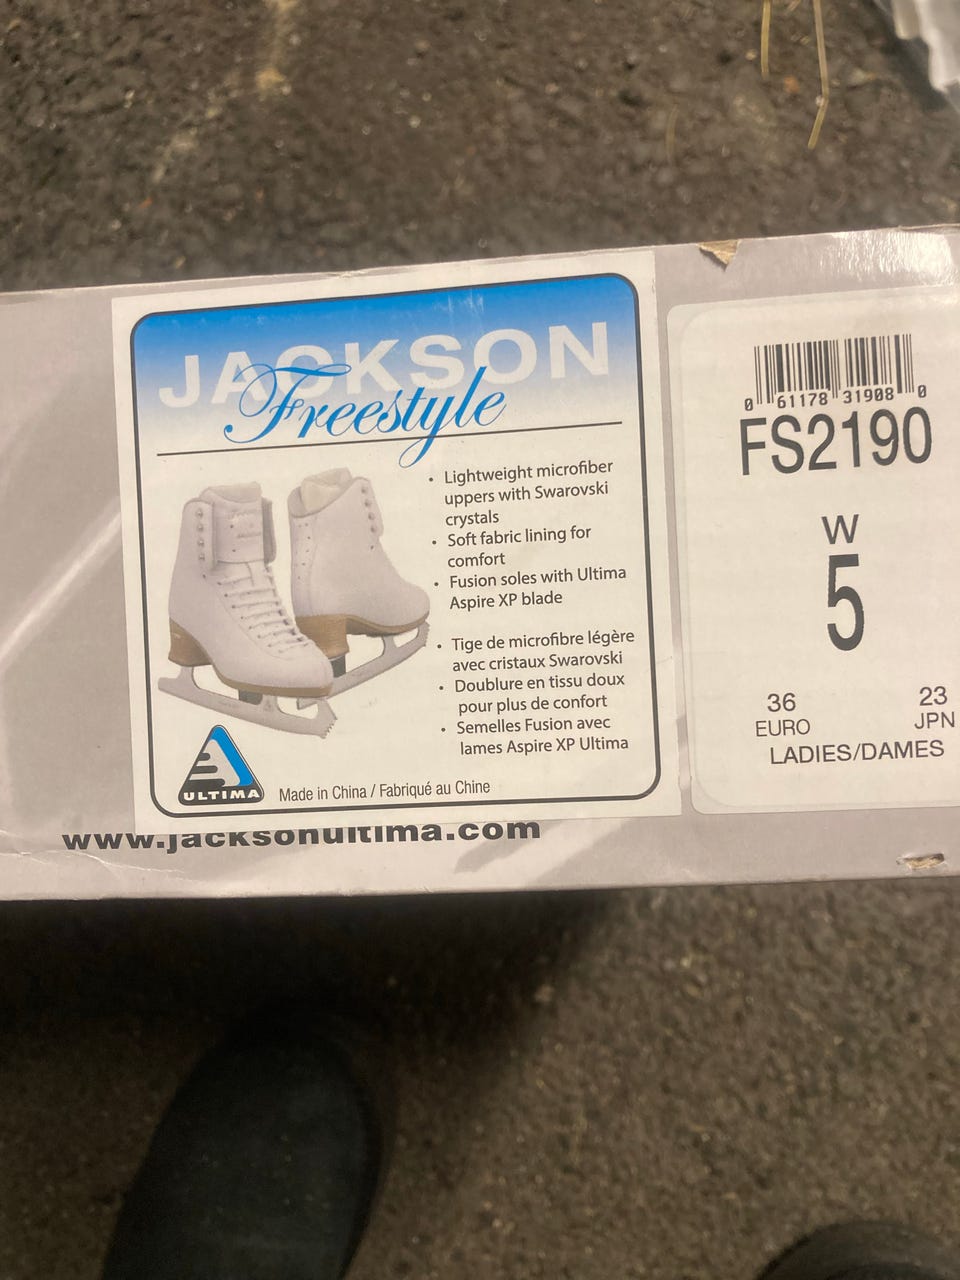 JACKSON
Freestyle
• Lightweight microfiber
uppers with Swarovski
crystals
• Soft fabric lining for
comfort
• Fusion soles with Ultima
Aspire XP blade
• Tige de microfibre légère
avec cristaux Swarovski
• Doublure en tissu doux
pour plus de confort
• Semelles Fusion avec
lames Aspire XP Ultima
ULTIMA
Made in China / Fabriqué au Chine
www.jacksonultima.com
0 61178 31908 0
FS2190
W
5
36 23
EURO JPN
LADIES/DAMES